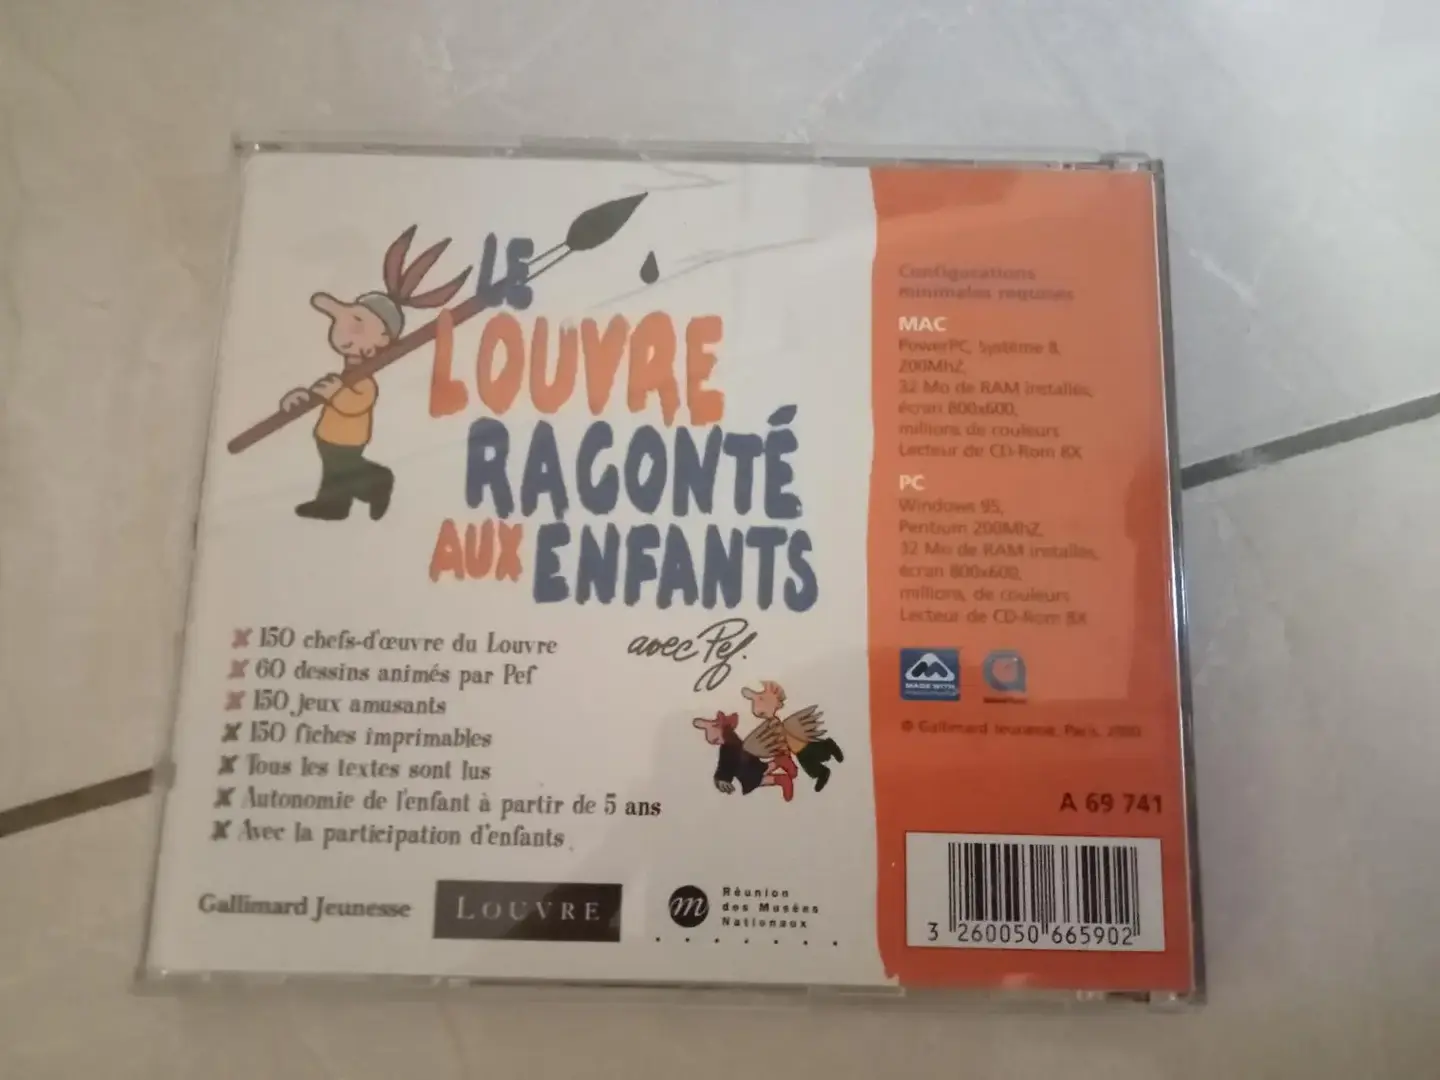 LE
LOUVRE
RACONTÉ
AUX ENFANTS
avec Pef.
150 chefs-d'œuvre du Louvre
60 dessins animés par Pef
150 jeux amusants
150 fiches imprimables
Tous les textes sont lus
Autonomie de l'enfant à partir de 5 ans
Avec la participation d'enfants
Gallimard Jeunesse
LOUVRE
m
Réunion
des Musées
Nationaux
Configurations
minimales requises
MAC
PowerPC, Système 8,
200MhZ,
32 Mo de RAM installés,
écran 800x600,
millions de couleurs
Lecteur de CD-Rom 8X
PC
Windows 95,
Pentium 200MhZ,
32 Mo de RAM installés,
écran 800x600,
millions, de couleurs
Lecteur de CD-Rom 8X
MADE WITH
© Gallimard Jeunesse, Paris, 2000
A 69 741
3 260050 665902